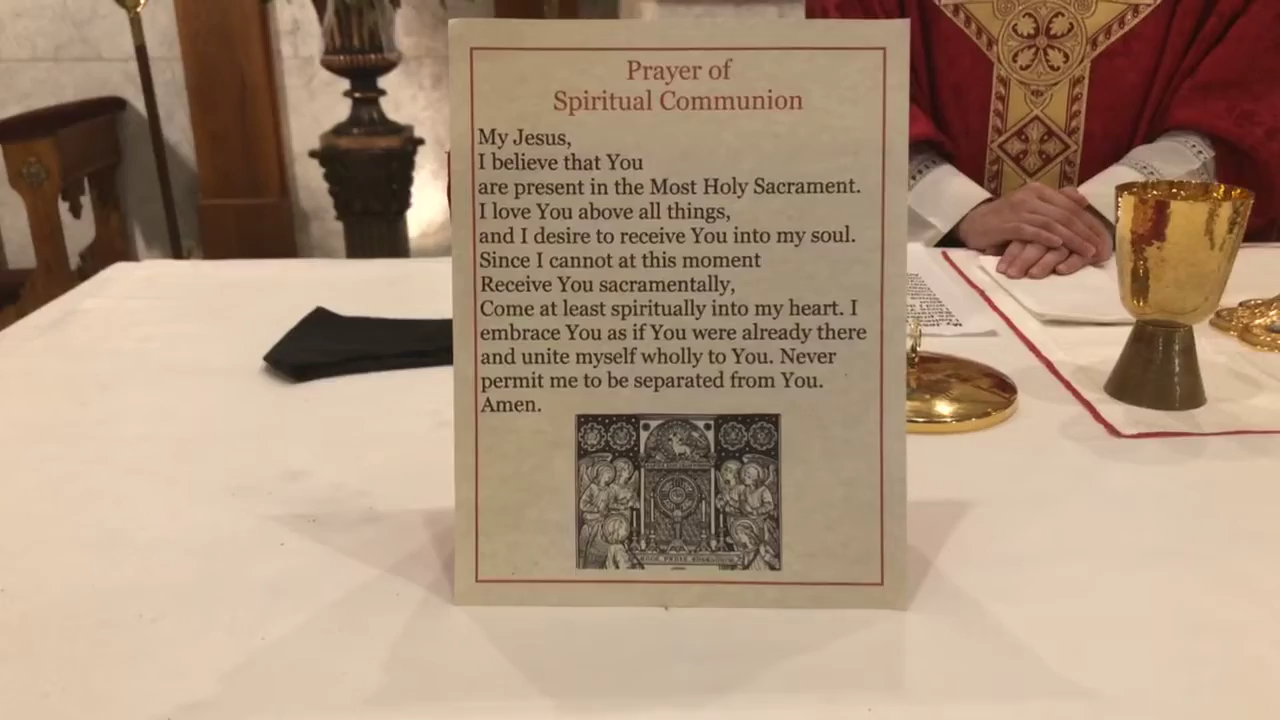 Prayer of
Spiritual Communion
My Jesus,
I believe that You
are present in the Most Holy Sacrament.
I love You above all things,
and I desire to receive You into my soul.
Since I cannot at this moment
Receive You sacramentally,
Come at least spiritually into my heart. I
embrace You as if You were already there
and unite myself wholly to You. Never
permit me to be separated from You.
Amen.